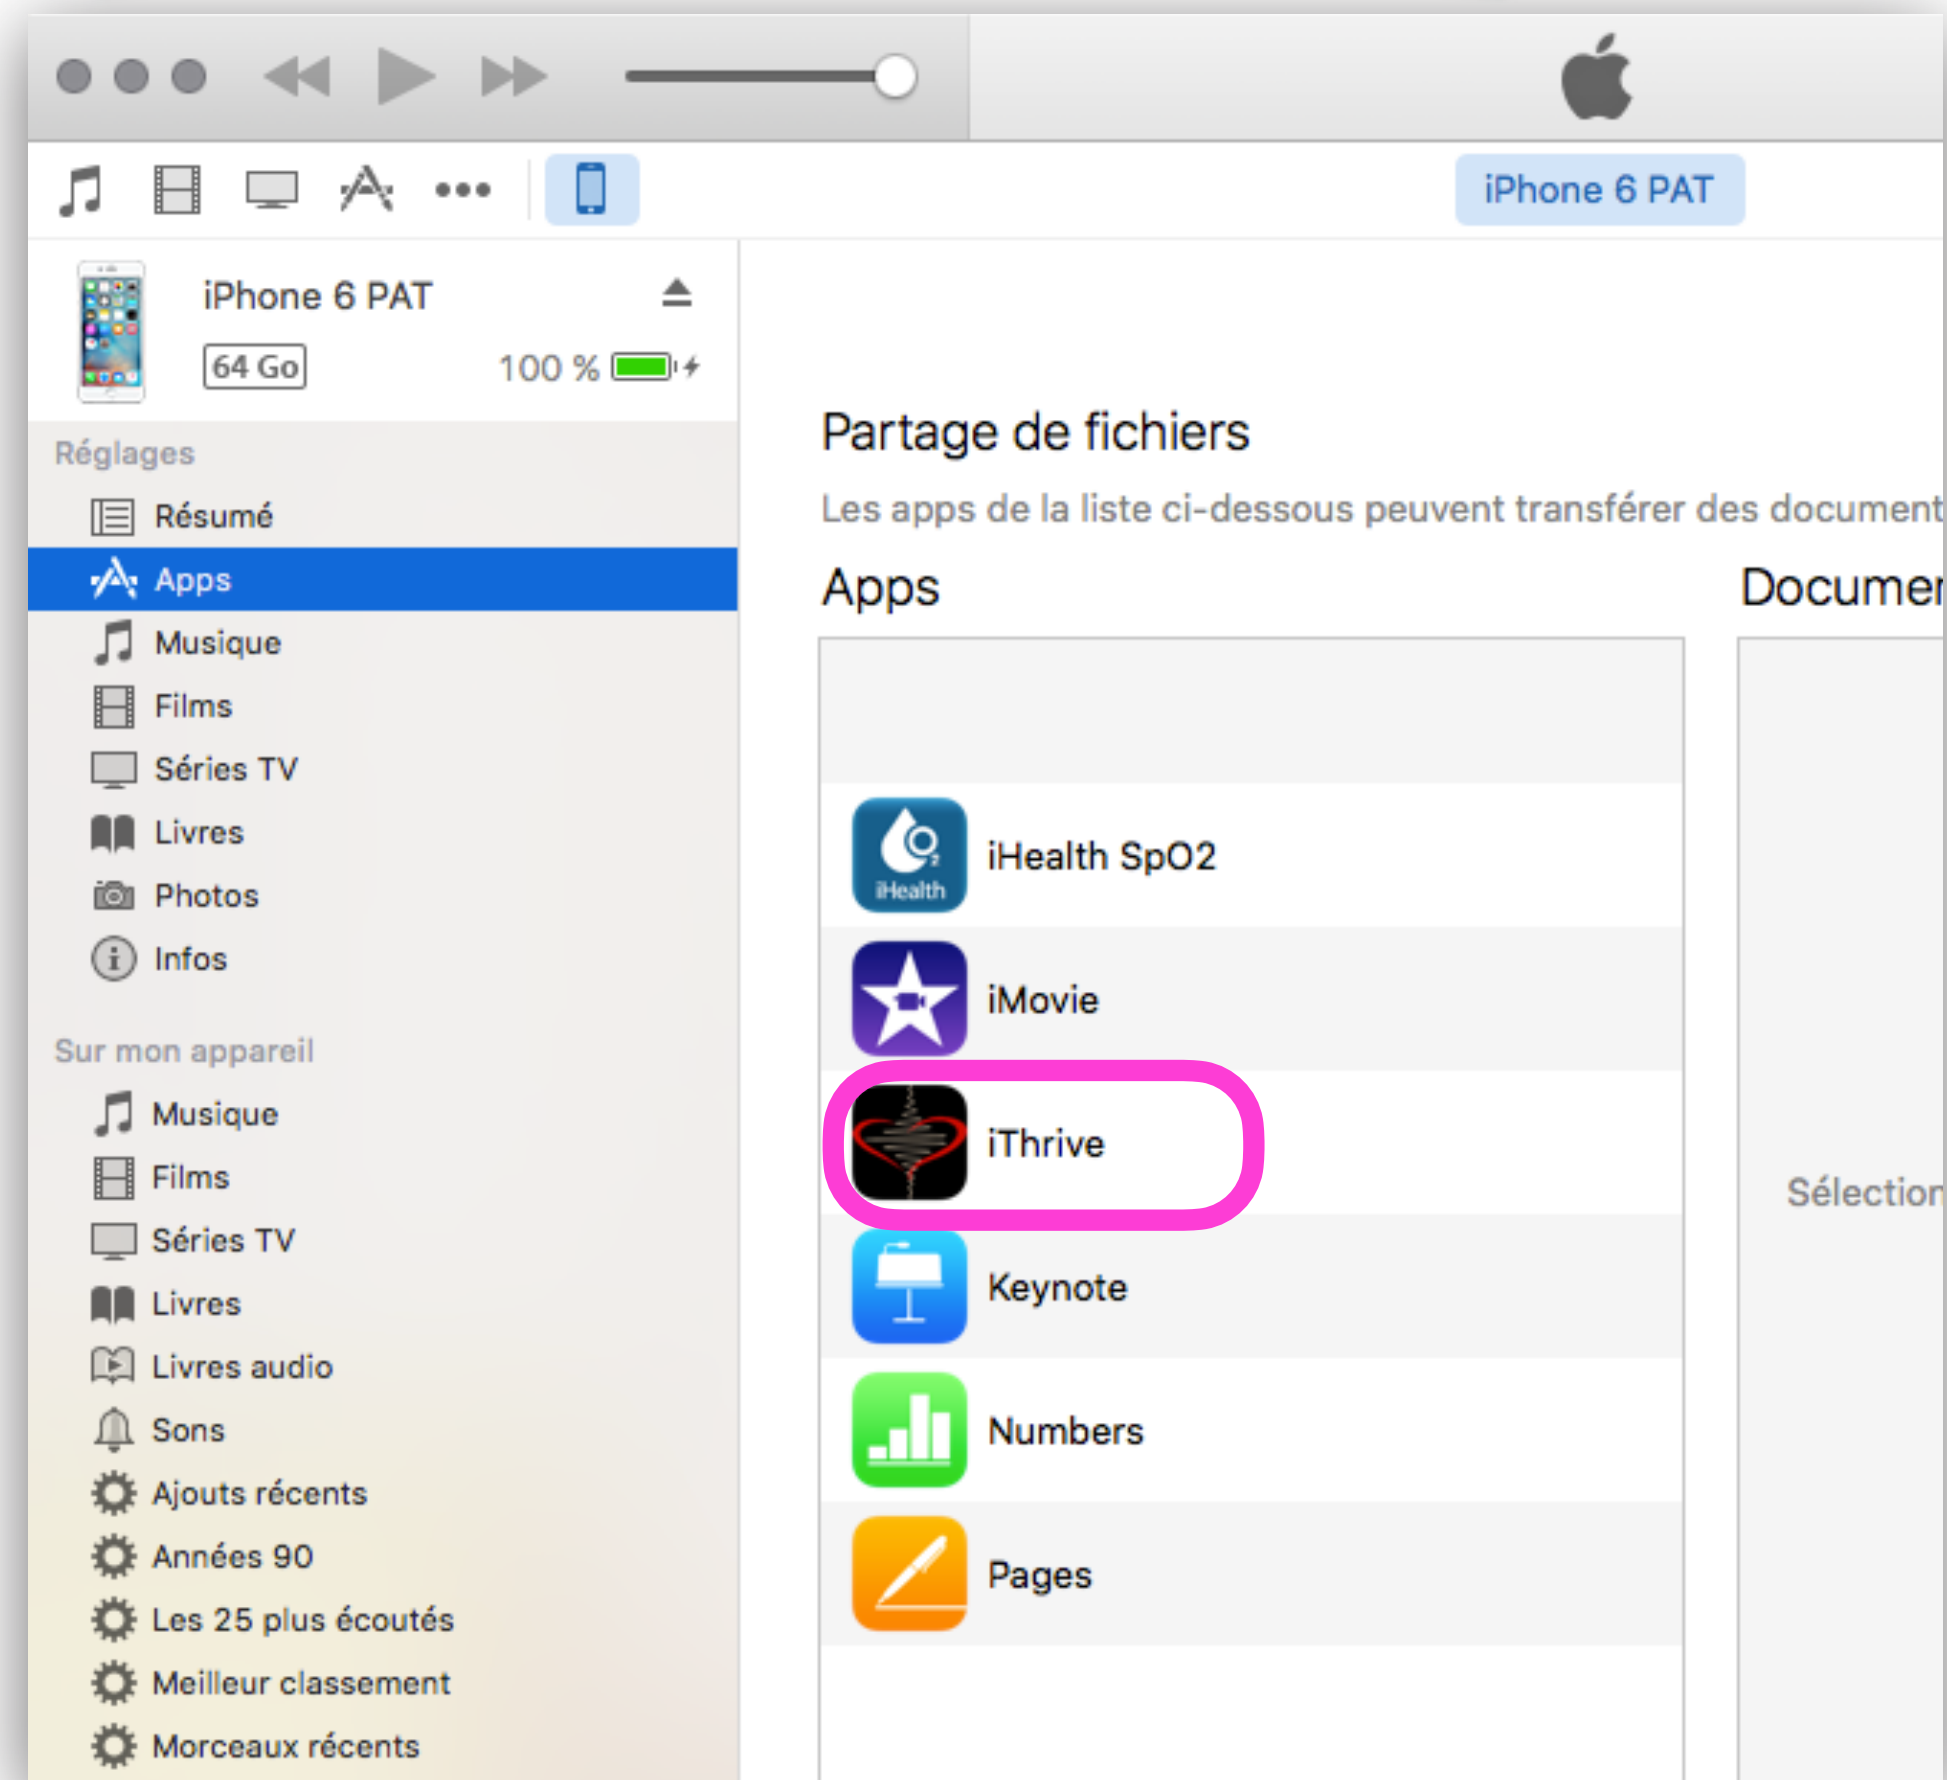 iPhone 6 PAT
iPhone 6 PAT
64 Go
100 %
Réglages
Résumé
Apps
Musique
Films
Séries TV
Livres
Photos
Infos
Sur mon appareil
Musique
Films
Séries TV
Livres
Livres audio
Sons
Ajouts récents
Années 90
Les 25 plus écoutés
Meilleur classement
Morceaux récents
Partage de fichiers
Les apps de la liste ci-dessous peuvent transférer des document
Apps
iHealth
iHealth SpO2
iMovie
iThrive
Keynote
Numbers
Pages
Documen
Sélection